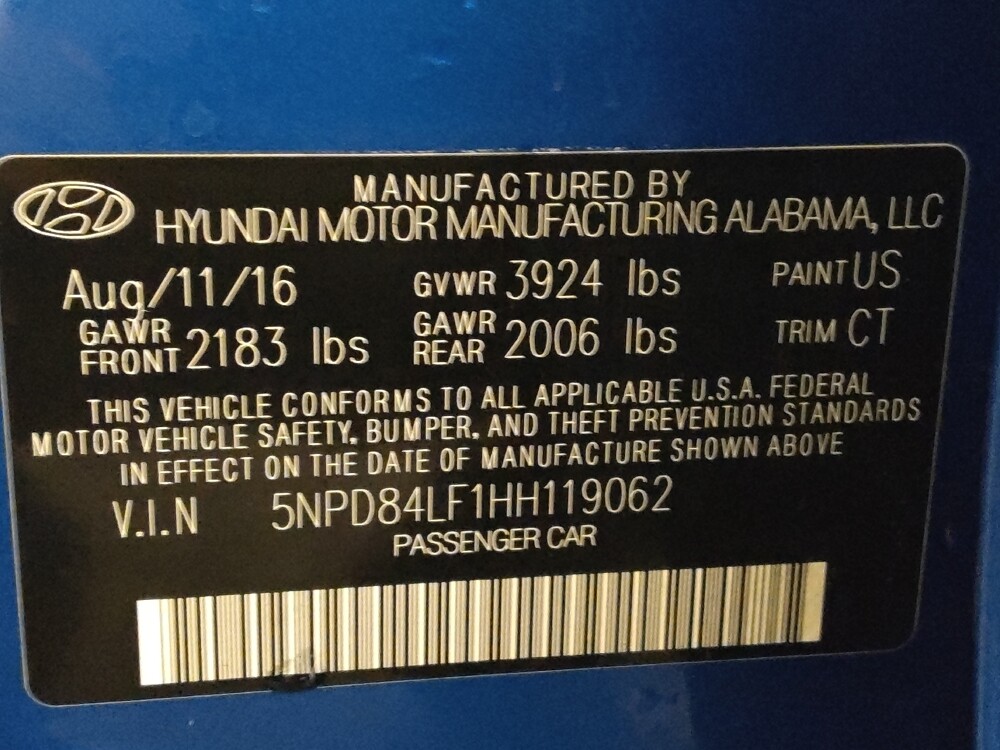 MANUFACTURED BY
HYUNDAI MOTOR MANUFACTURING ALABAMA, LLC
Aug/11/16 GVWR 3924 lbs PAINT US
GAWR FRONT 2183 lbs GAWR REAR 2006 lbs TRIM CT
THIS VEHICLE CONFORMS TO ALL APPLICABLE U.S.A. FEDERAL
MOTOR VEHICLE SAFETY, BUMPER, AND THEFT PREVENTION STANDARDS
IN EFFECT ON THE DATE OF MANUFACTURE SHOWN ABOVE
V.I.N 5NPD84LF1HH119062
PASSENGER CAR